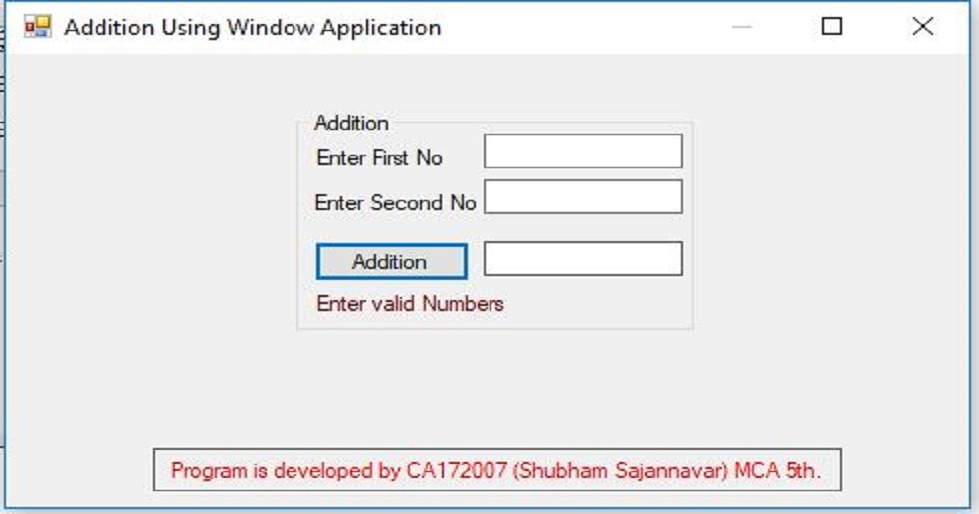 Addition Using Window Application
Addition
Enter First No
Enter Second No
Addition
Enter valid Numbers
Program is developed by CA172007 (Shubham Sajannavar) MCA 5th.